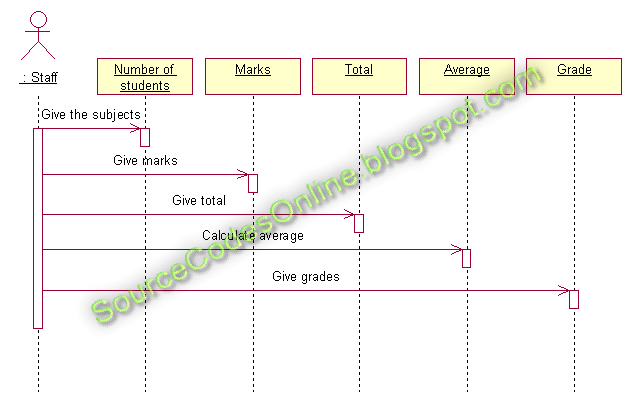 : Staff
Number of
students
Marks
Total
Average
Grade
Give the subjects
Give marks
Give total
Calculate average
Give grades
SourceCodesOnline.blogspot.com